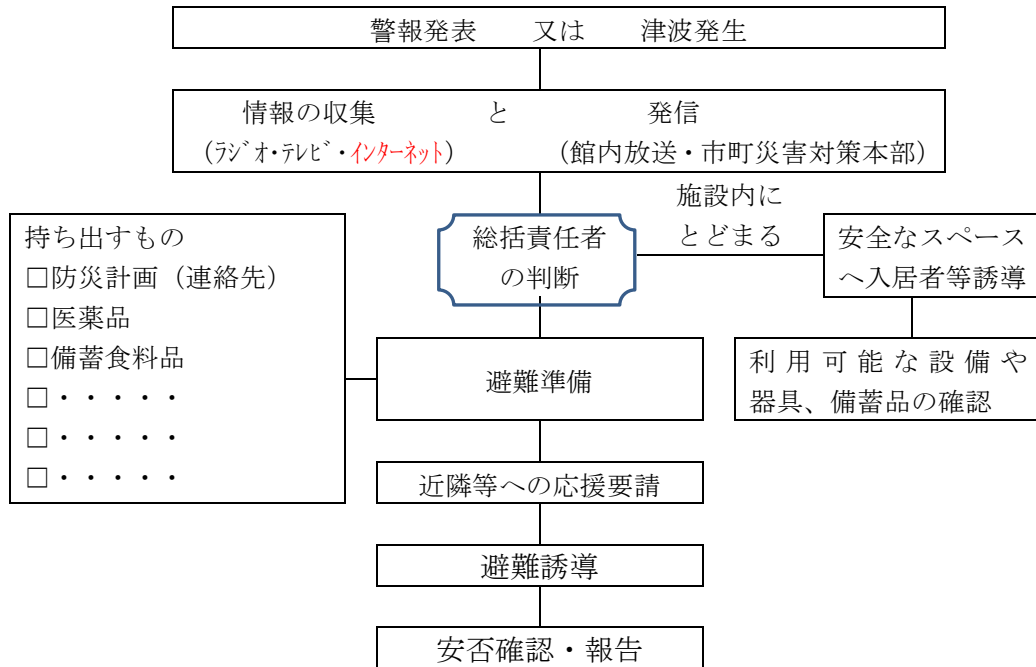 警報発表　又は　津波発生
情報の収集　と　発信
(ﾗｼﾞｵ・ﾃﾚﾋﾞ・ｲﾝﾀｰﾈｯﾄ)　(館内放送・市町災害対策本部)
施設内に
とどまる
総括責任者
の判断
安全なスペース
へ入居者等誘導
利用可能な設備や
器具、備蓄品の確認
持ち出すもの
□防災計画（連絡先）
□医薬品
□備蓄食料品
□・・・・・
□・・・・・
□・・・・・
避難準備
近隣等への応援要請
避難誘導
安否確認・報告